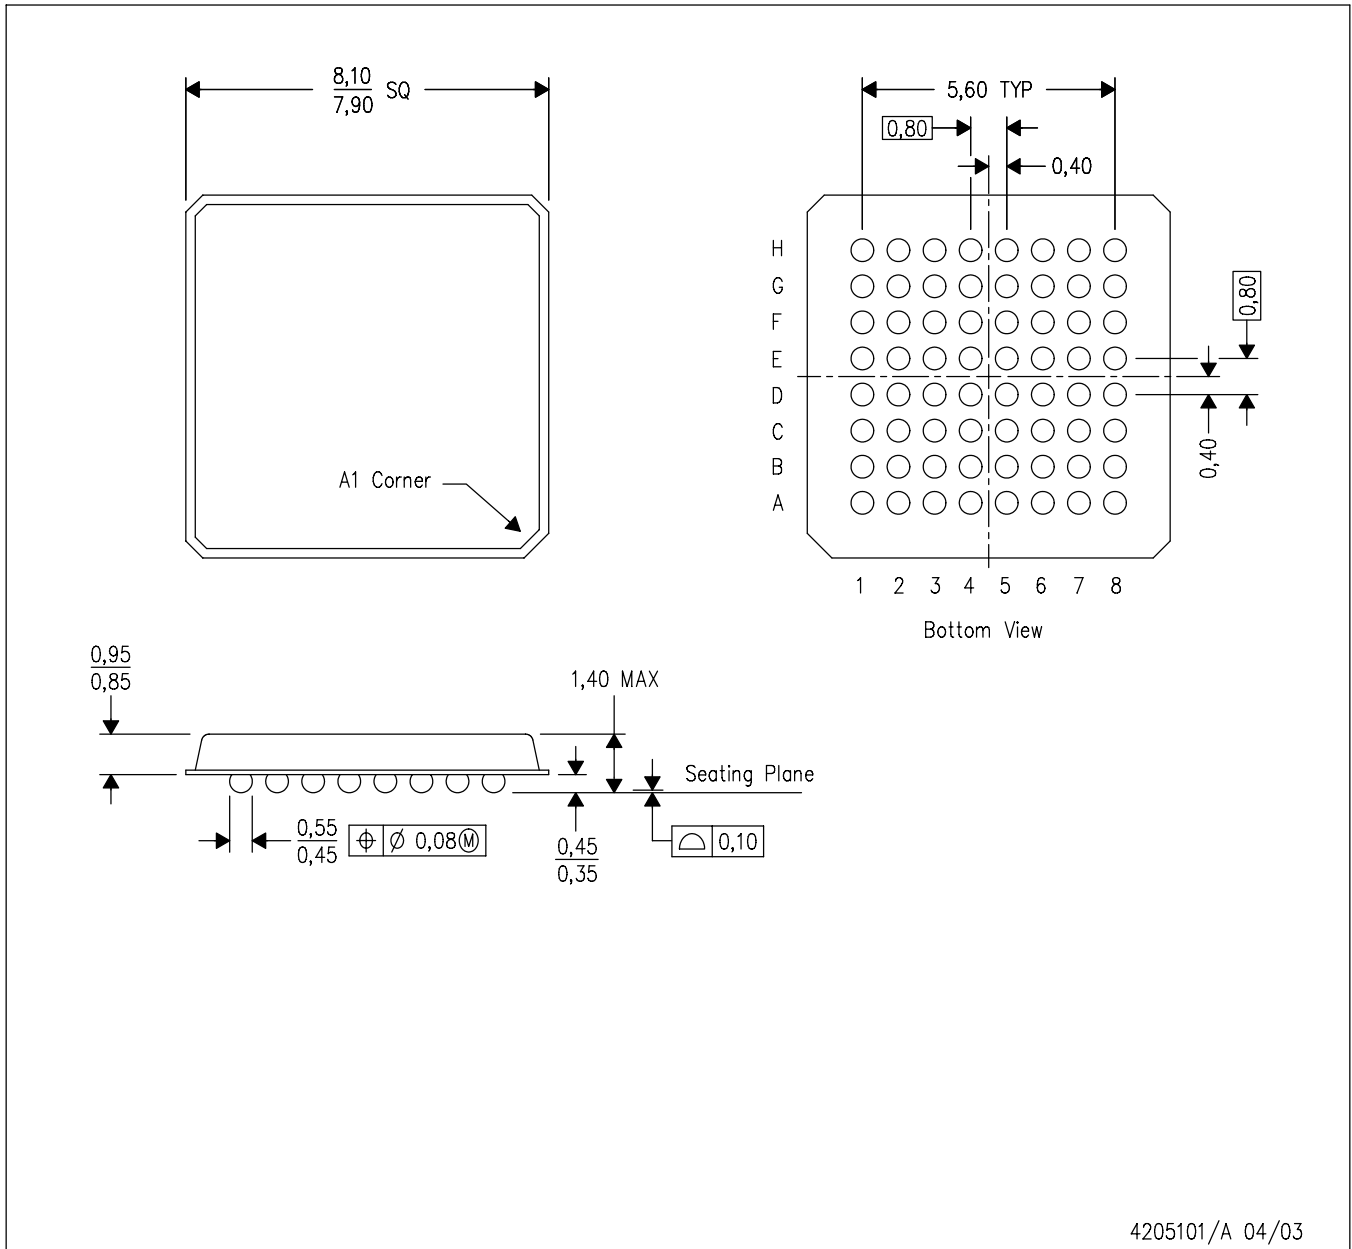 8,10
7,90 SQ
5,60 TYP
0,80
0,40
H
G
F
E
D
C
B
A
0,80
0,40
A1 Corner
1 2 3 4 5 6 7 8
Bottom View
0,95
0,85
1,40 MAX
Seating Plane
0,55
0,45
⌖ Ø 0,08Ⓜ
0,45
0,35
⌓ 0,10
4205101/A 04/03